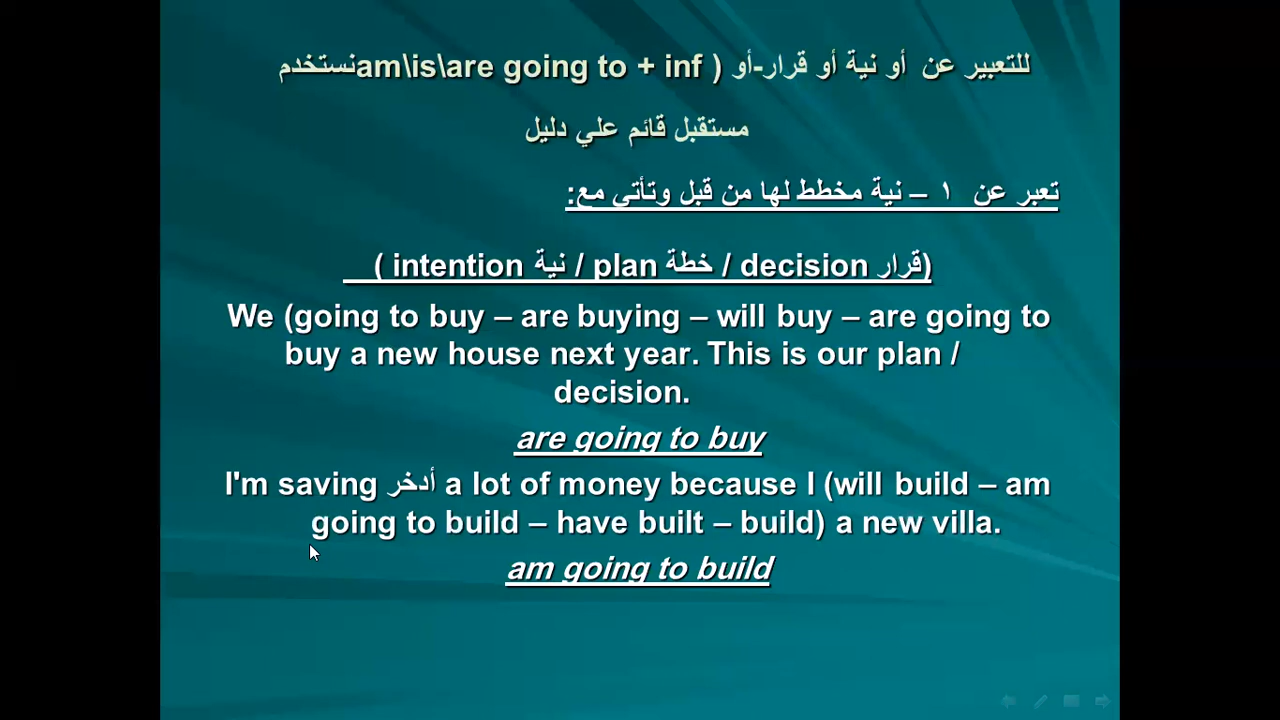 نستخدمam\is\are going to + inf ) للتعبير عن أو نية أو قرار-أو
مستقبل قائم علي دليل
تعبر عن ١ – نية مخطط لها من قبل وتأتي مع:
( intention نية / plan خطة / decision قرار)
We (going to buy – are buying – will buy – are going to
buy a new house next year. This is our plan /
decision.
are going to buy
I'm saving أدخر a lot of money because I (will build – am
going to build – have built – build) a new villa.
am going to build